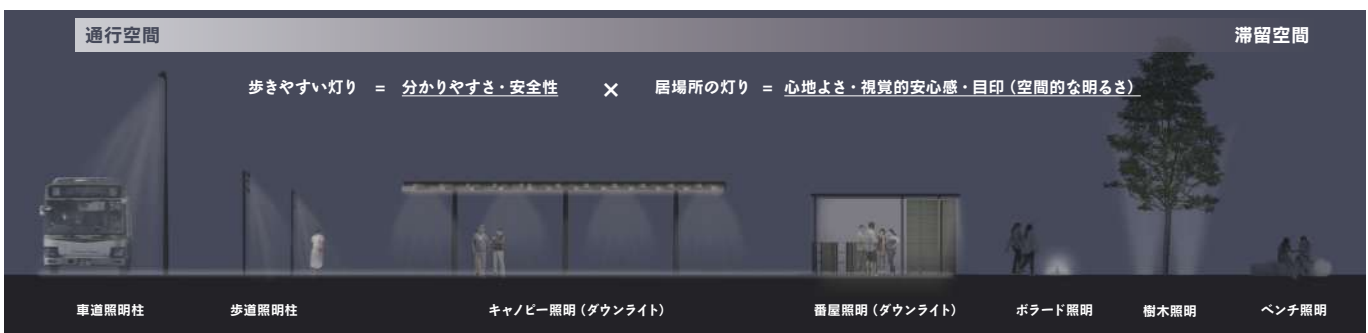 通行空間 滞留空間
歩きやすい灯り = 分かりやすさ・安全性 × 居場所の灯り = 心地よさ・視覚的安心感・目印（空間的な明るさ）
車道照明柱 歩道照明柱 キャノピー照明（ダウンライト） 番屋照明（ダウンライト） ボラード照明 樹木照明 ベンチ照明